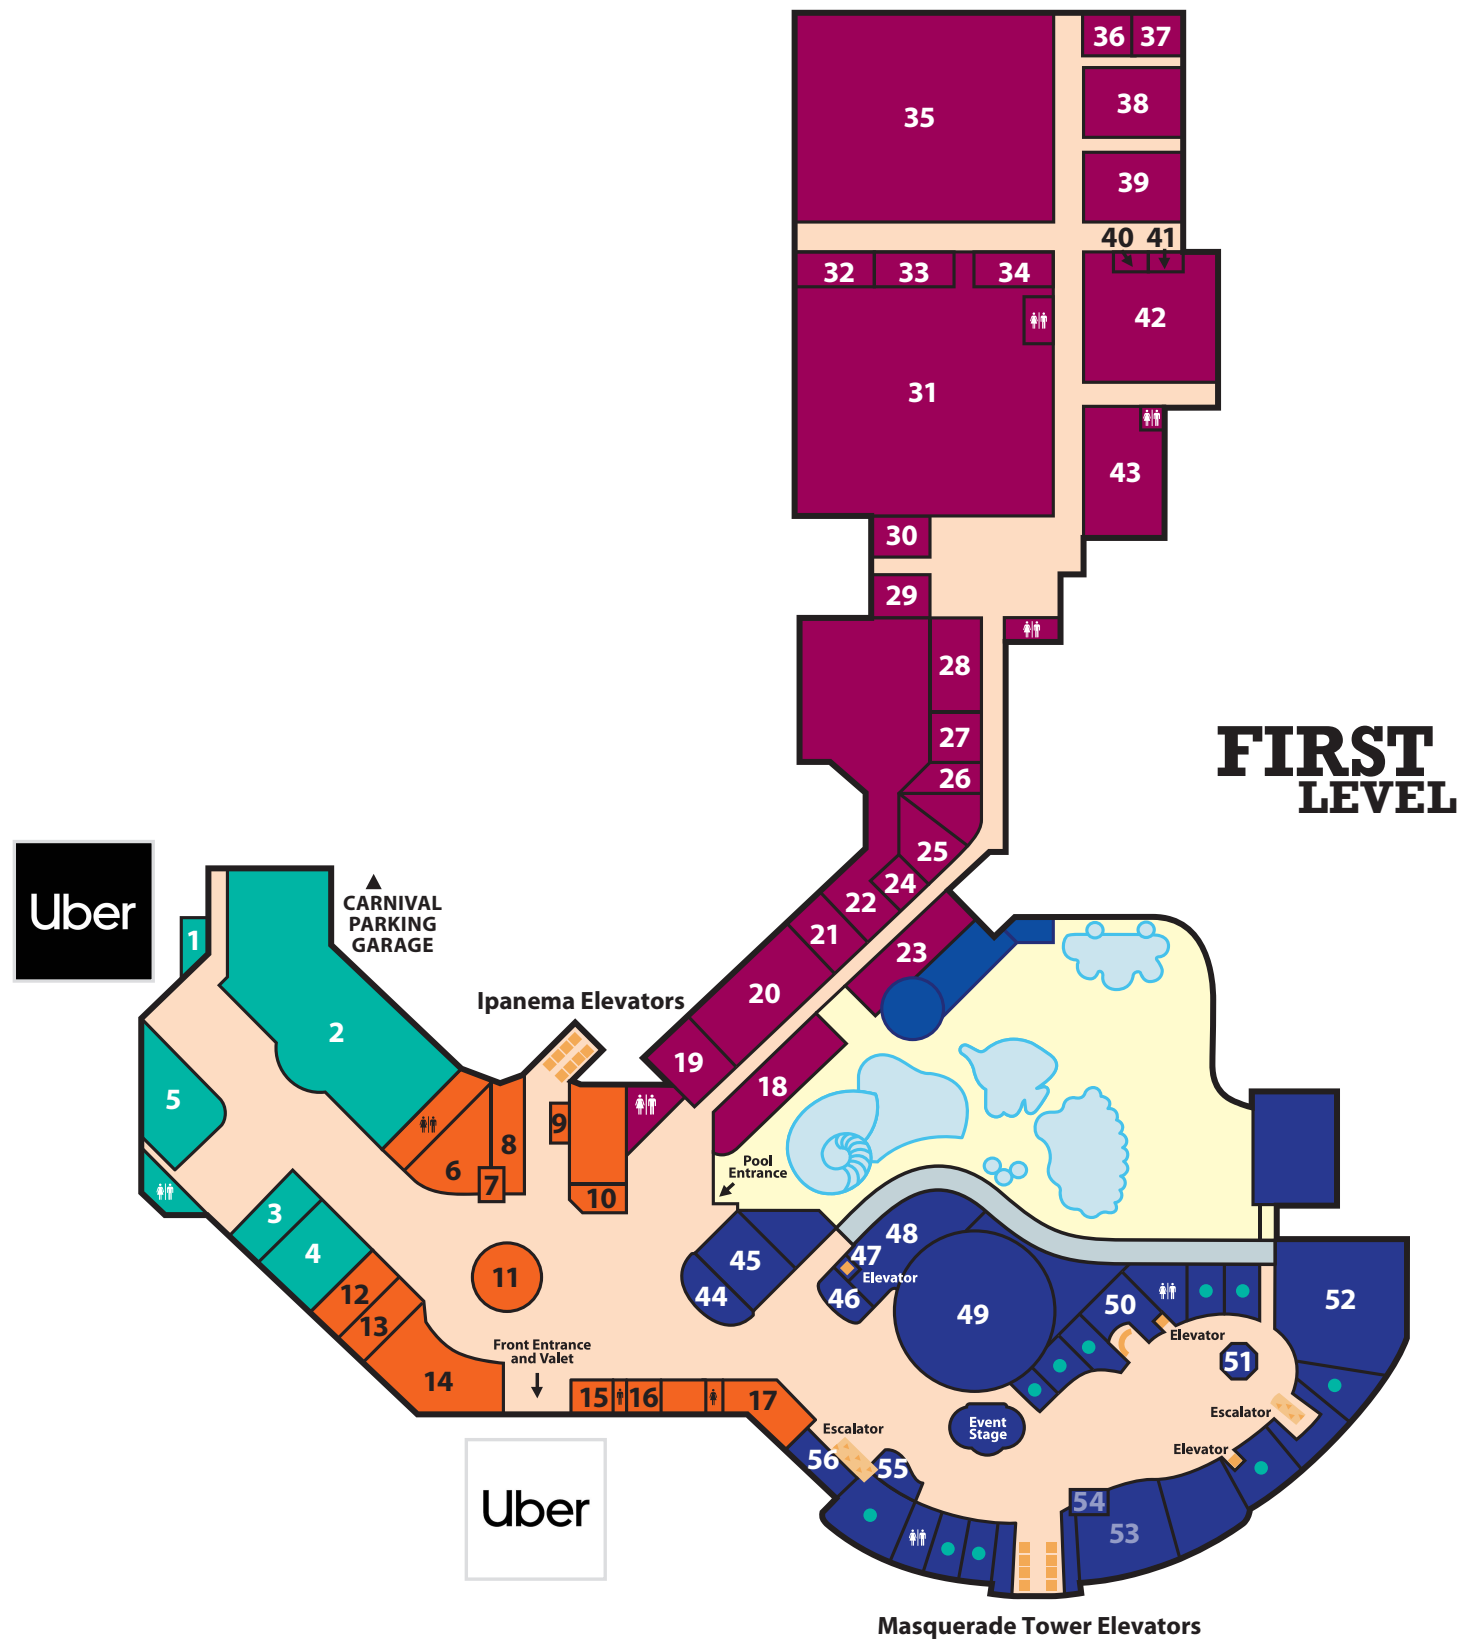 36 37
35
38
39
40 41
32 33 34
42
31
43
30
29
28
27
26
25
24
22
21
23
20
19
18
FIRST
LEVEL
Uber
CARNIVAL
PARKING
GARAGE
1
2
5
3
4
Ipanema Elevators
9
8
6
7
10
11
12
13
14
Front Entrance
and Valet
15 16
17
Pool
Entrance
45
44
48
47
Elevator
46
49
50
Elevator
51
52
Escalator
Elevator
Event
Stage
Escalator
56
55
54
53
Uber
Masquerade Tower Elevators